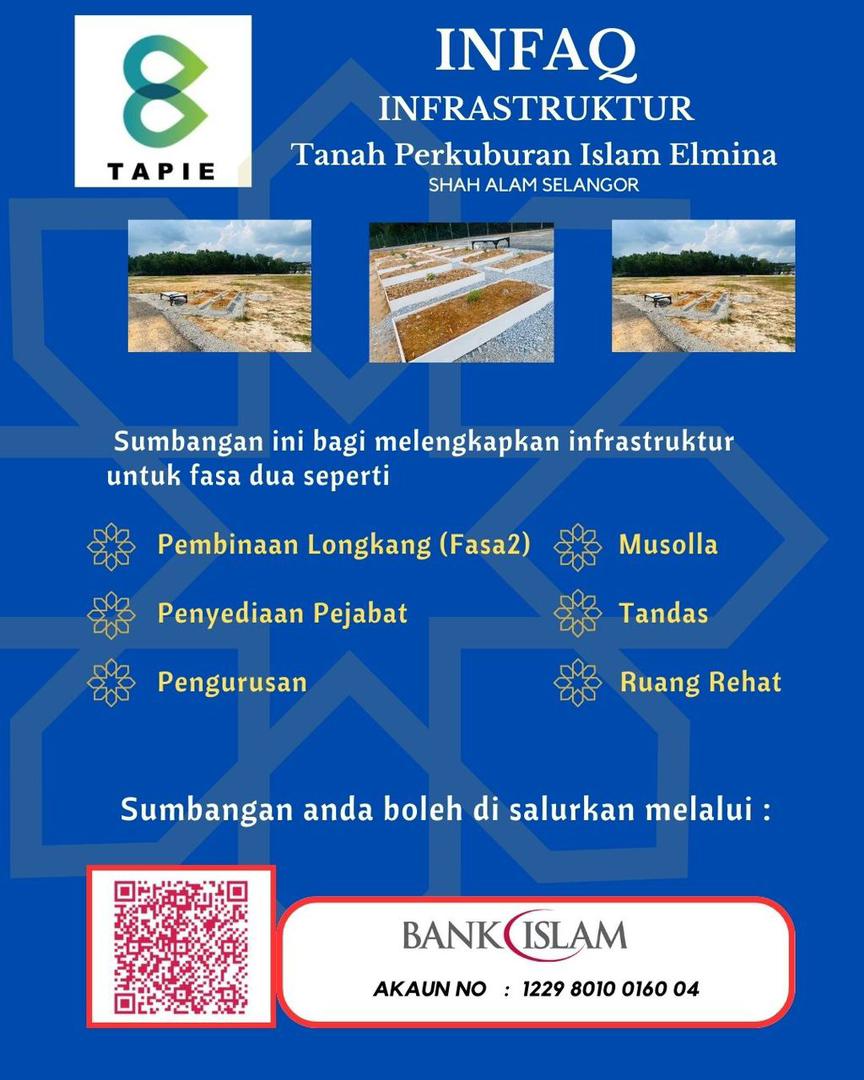 TAPIE
INFAQ
INFRASTRUKTUR
Tanah Perkuburan Islam Elmina
SHAH ALAM SELANGOR
Sumbangan ini bagi melengkapkan infrastruktur
untuk fasa dua seperti
Pembinaan Longkang (Fasa2)
Musolla
Penyediaan Pejabat
Tandas
Pengurusan
Ruang Rehat
Sumbangan anda boleh di salurkan melalui :
BANK ISLAM
AKAUN NO : 1229 8010 0160 04